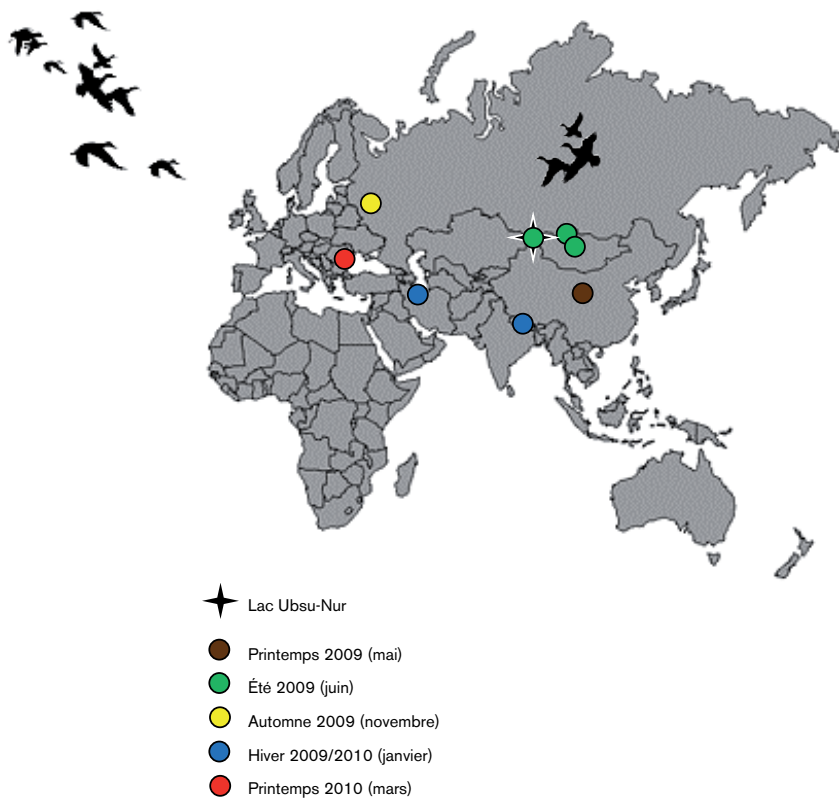 Lac Ubsu-Nur
Printemps 2009 (mai)
Été 2009 (juin)
Automne 2009 (novembre)
Hiver 2009/2010 (janvier)
Printemps 2010 (mars)